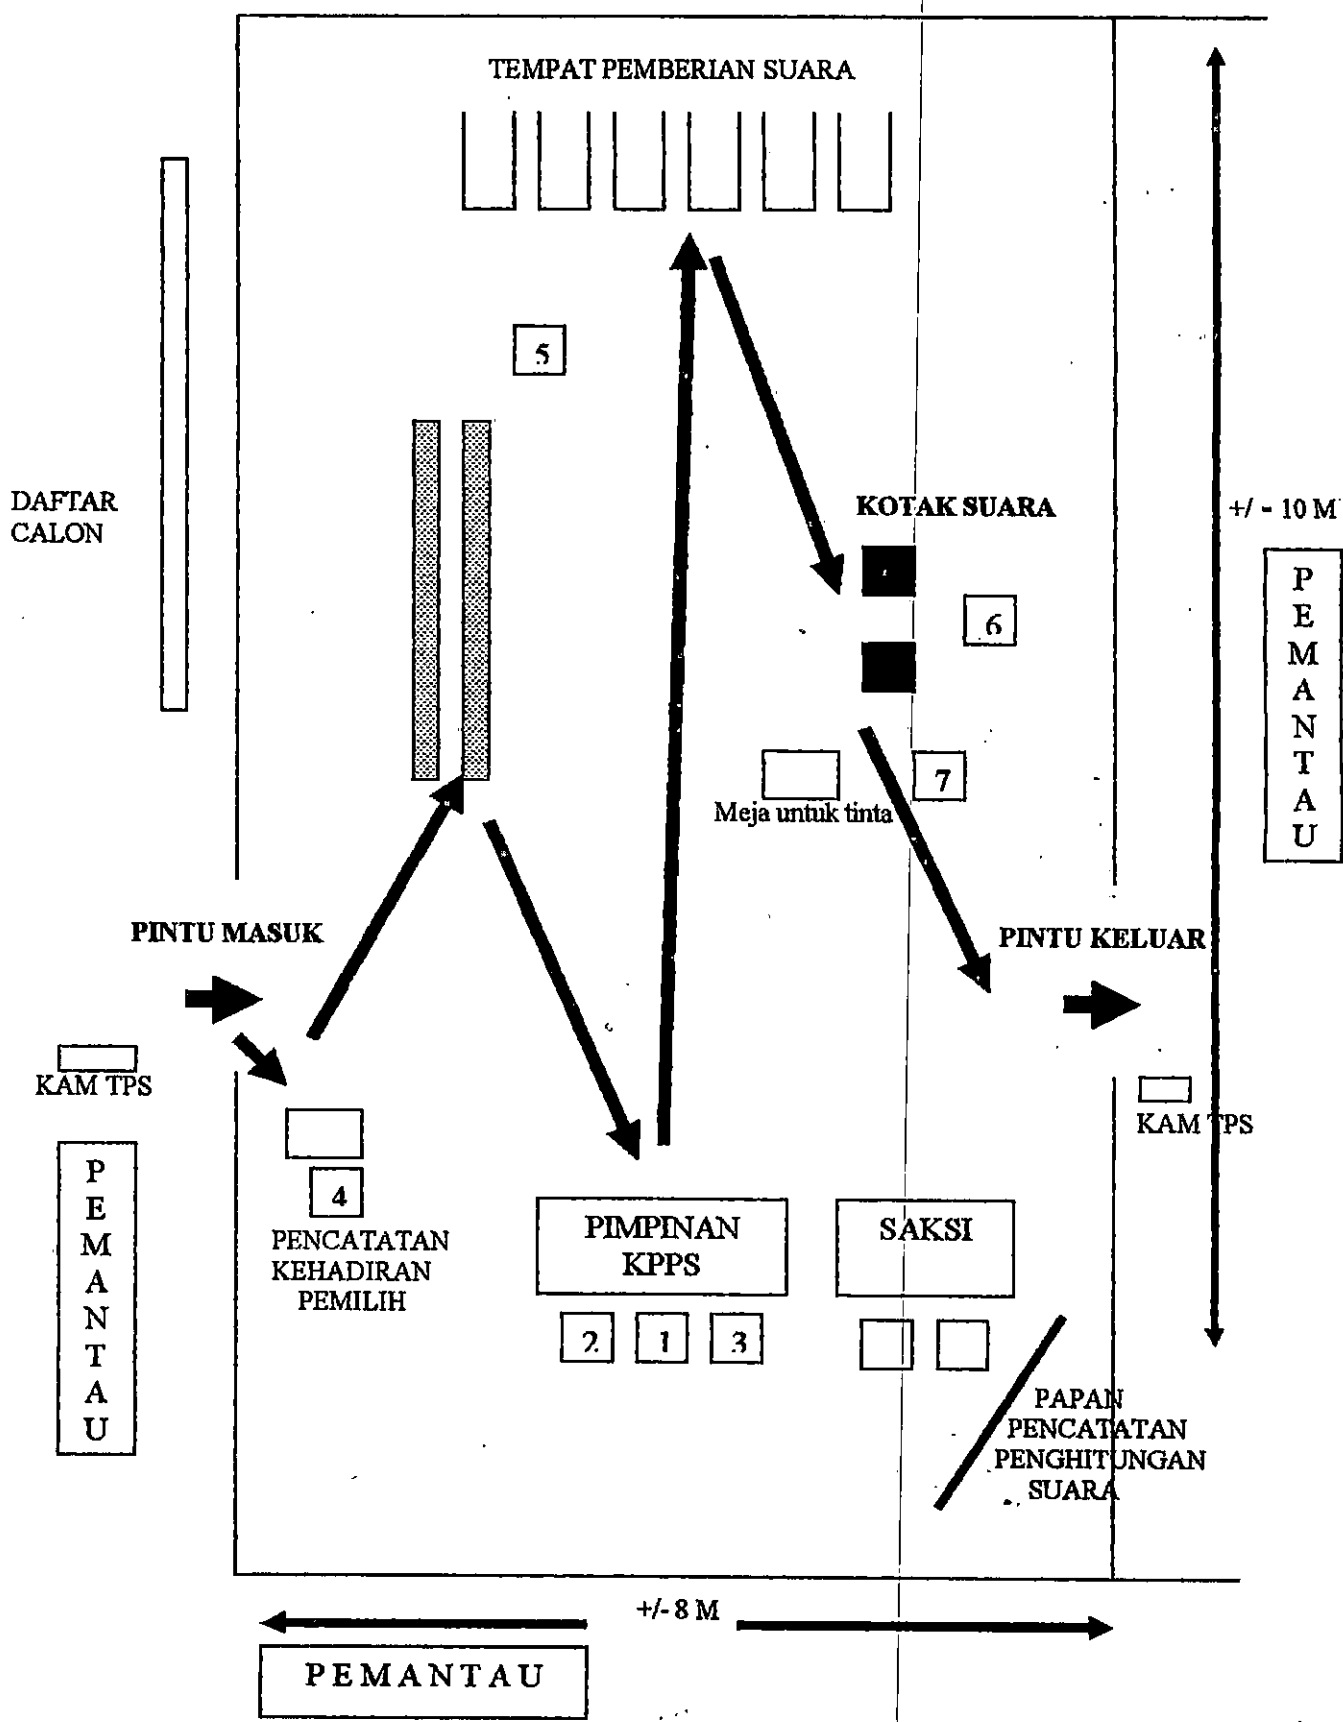 TEMPAT PEMBERIAN SUARA
5
DAFTAR
CALON
KOTAK SUARA
+/ - 10 M
P
E
M
A
N
T
A
U
6
7
Meja untuk tinta
PINTU MASUK
PINTU KELUAR
KAM TPS
KAM TPS
P
E
M
A
N
T
A
U
4
PENCATATAN
KEHADIRAN
PEMILIH
PIMPINAN
KPPS
SAKSI
2
1
3
PAPAN
PENCATATAN
PENGHITUNGAN
SUARA
+/- 8 M
P E M A N T A U